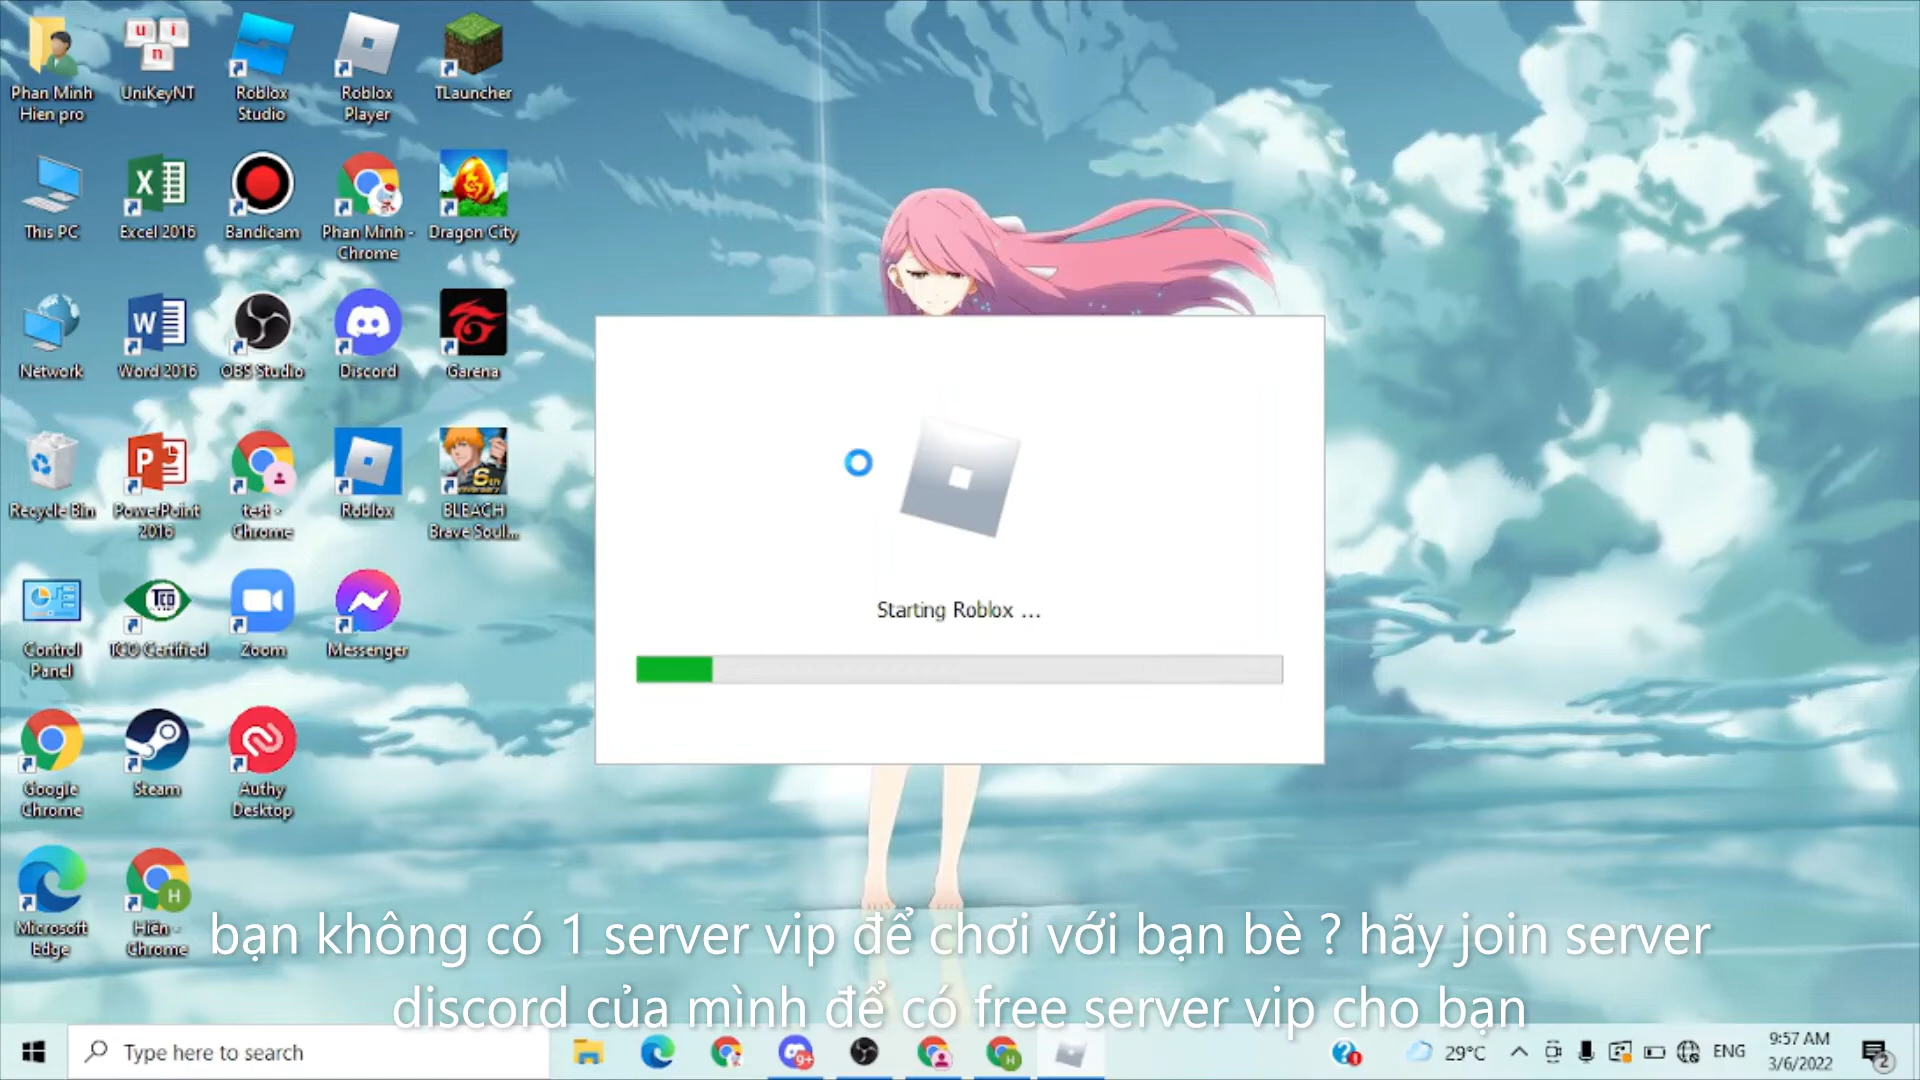 Phan Minh
Hien pro
UniKeyNT
Roblox
Studio
Roblox
Player
TLauncher
This PC
Excel 2016
Bandicam
Phan Minh -
Chrome
Dragon City
Network
Word 2016
OBS Studio
Discord
Garena
Recycle Bin
PowerPoint
2016
test -
Chrome
Roblox
BLEACH
Brave Soul...
Starting Roblox ...
Control
Panel
TCO Certified
Zoom
Messenger
Google
Chrome
Steam
Authy
Desktop
Microsoft
Edge
Hiền -
Chrome
bạn không có 1 server vip để chơi với bạn bè ? hãy join server
discord của mình để có free server vip cho bạn
Type here to search
29°C
ENG
9:57 AM
3/6/2022
2